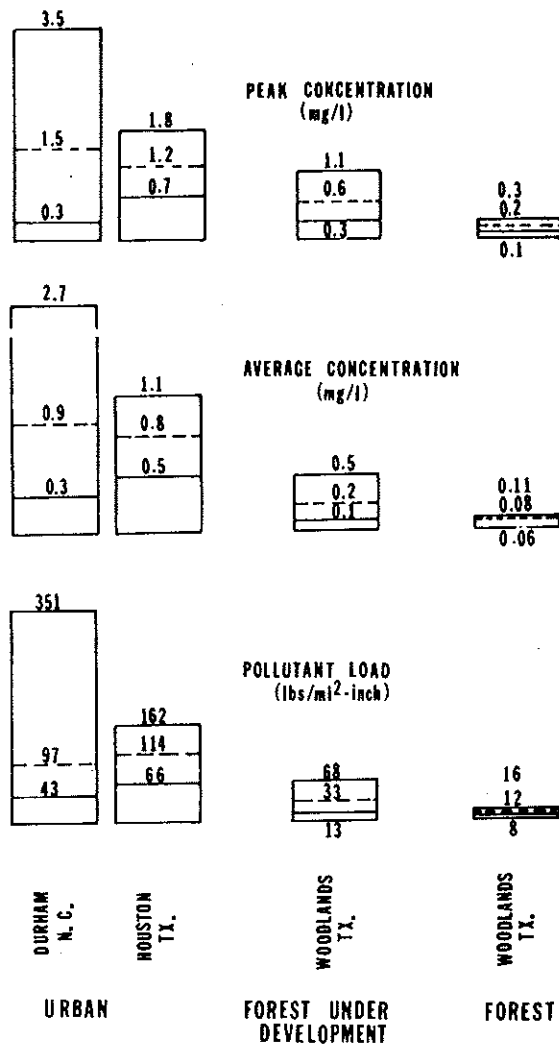 3.5
PEAK CONCENTRATION
(mg/l)
1.8
1.5
1.2
1.1
0.7
0.6
0.3
0.2
0.3
0.3
0.1
2.7
AVERAGE CONCENTRATION
(mg/l)
1.1
0.9
0.8
0.5
0.5
0.3
0.2
0.1
0.11
0.08
0.06
351
POLLUTANT LOAD
(lbs/mi2-inch)
162
114
97
66
43
68
33
13
16
12
8
DURHAM
N.C.
HOUSTON
TX.
WOODLANDS
TX.
WOODLANDS
TX.
URBAN
FOREST UNDER
DEVELOPMENT
FOREST